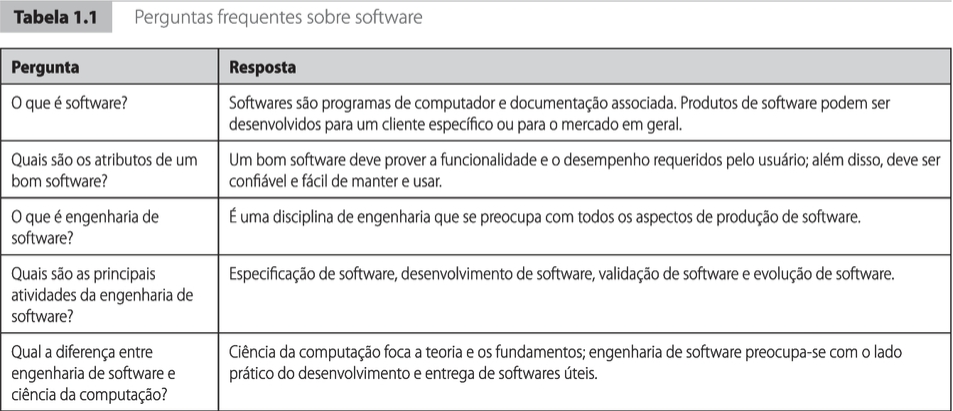 Tabela 1.1 Perguntas frequentes sobre software
Pergunta Resposta
O que é software? Softwares são programas de computador e documentação associada. Produtos de software podem ser
desenvolvidos para um cliente específico ou para o mercado em geral.
Quais são os atributos de um
bom software?
Um bom software deve prover a funcionalidade e o desempenho requeridos pelo usuário; além disso, deve ser
confiável e fácil de manter e usar.
O que é engenharia de
software?
É uma disciplina de engenharia que se preocupa com todos os aspectos de produção de software.
Quais são as principais
atividades da engenharia de
software?
Especificação de software, desenvolvimento de software, validação de software e evolução de software.
Qual a diferença entre
engenharia de software e
ciência da computação?
Ciência da computação foca a teoria e os fundamentos; engenharia de software preocupa-se com o lado
prático do desenvolvimento e entrega de softwares úteis.